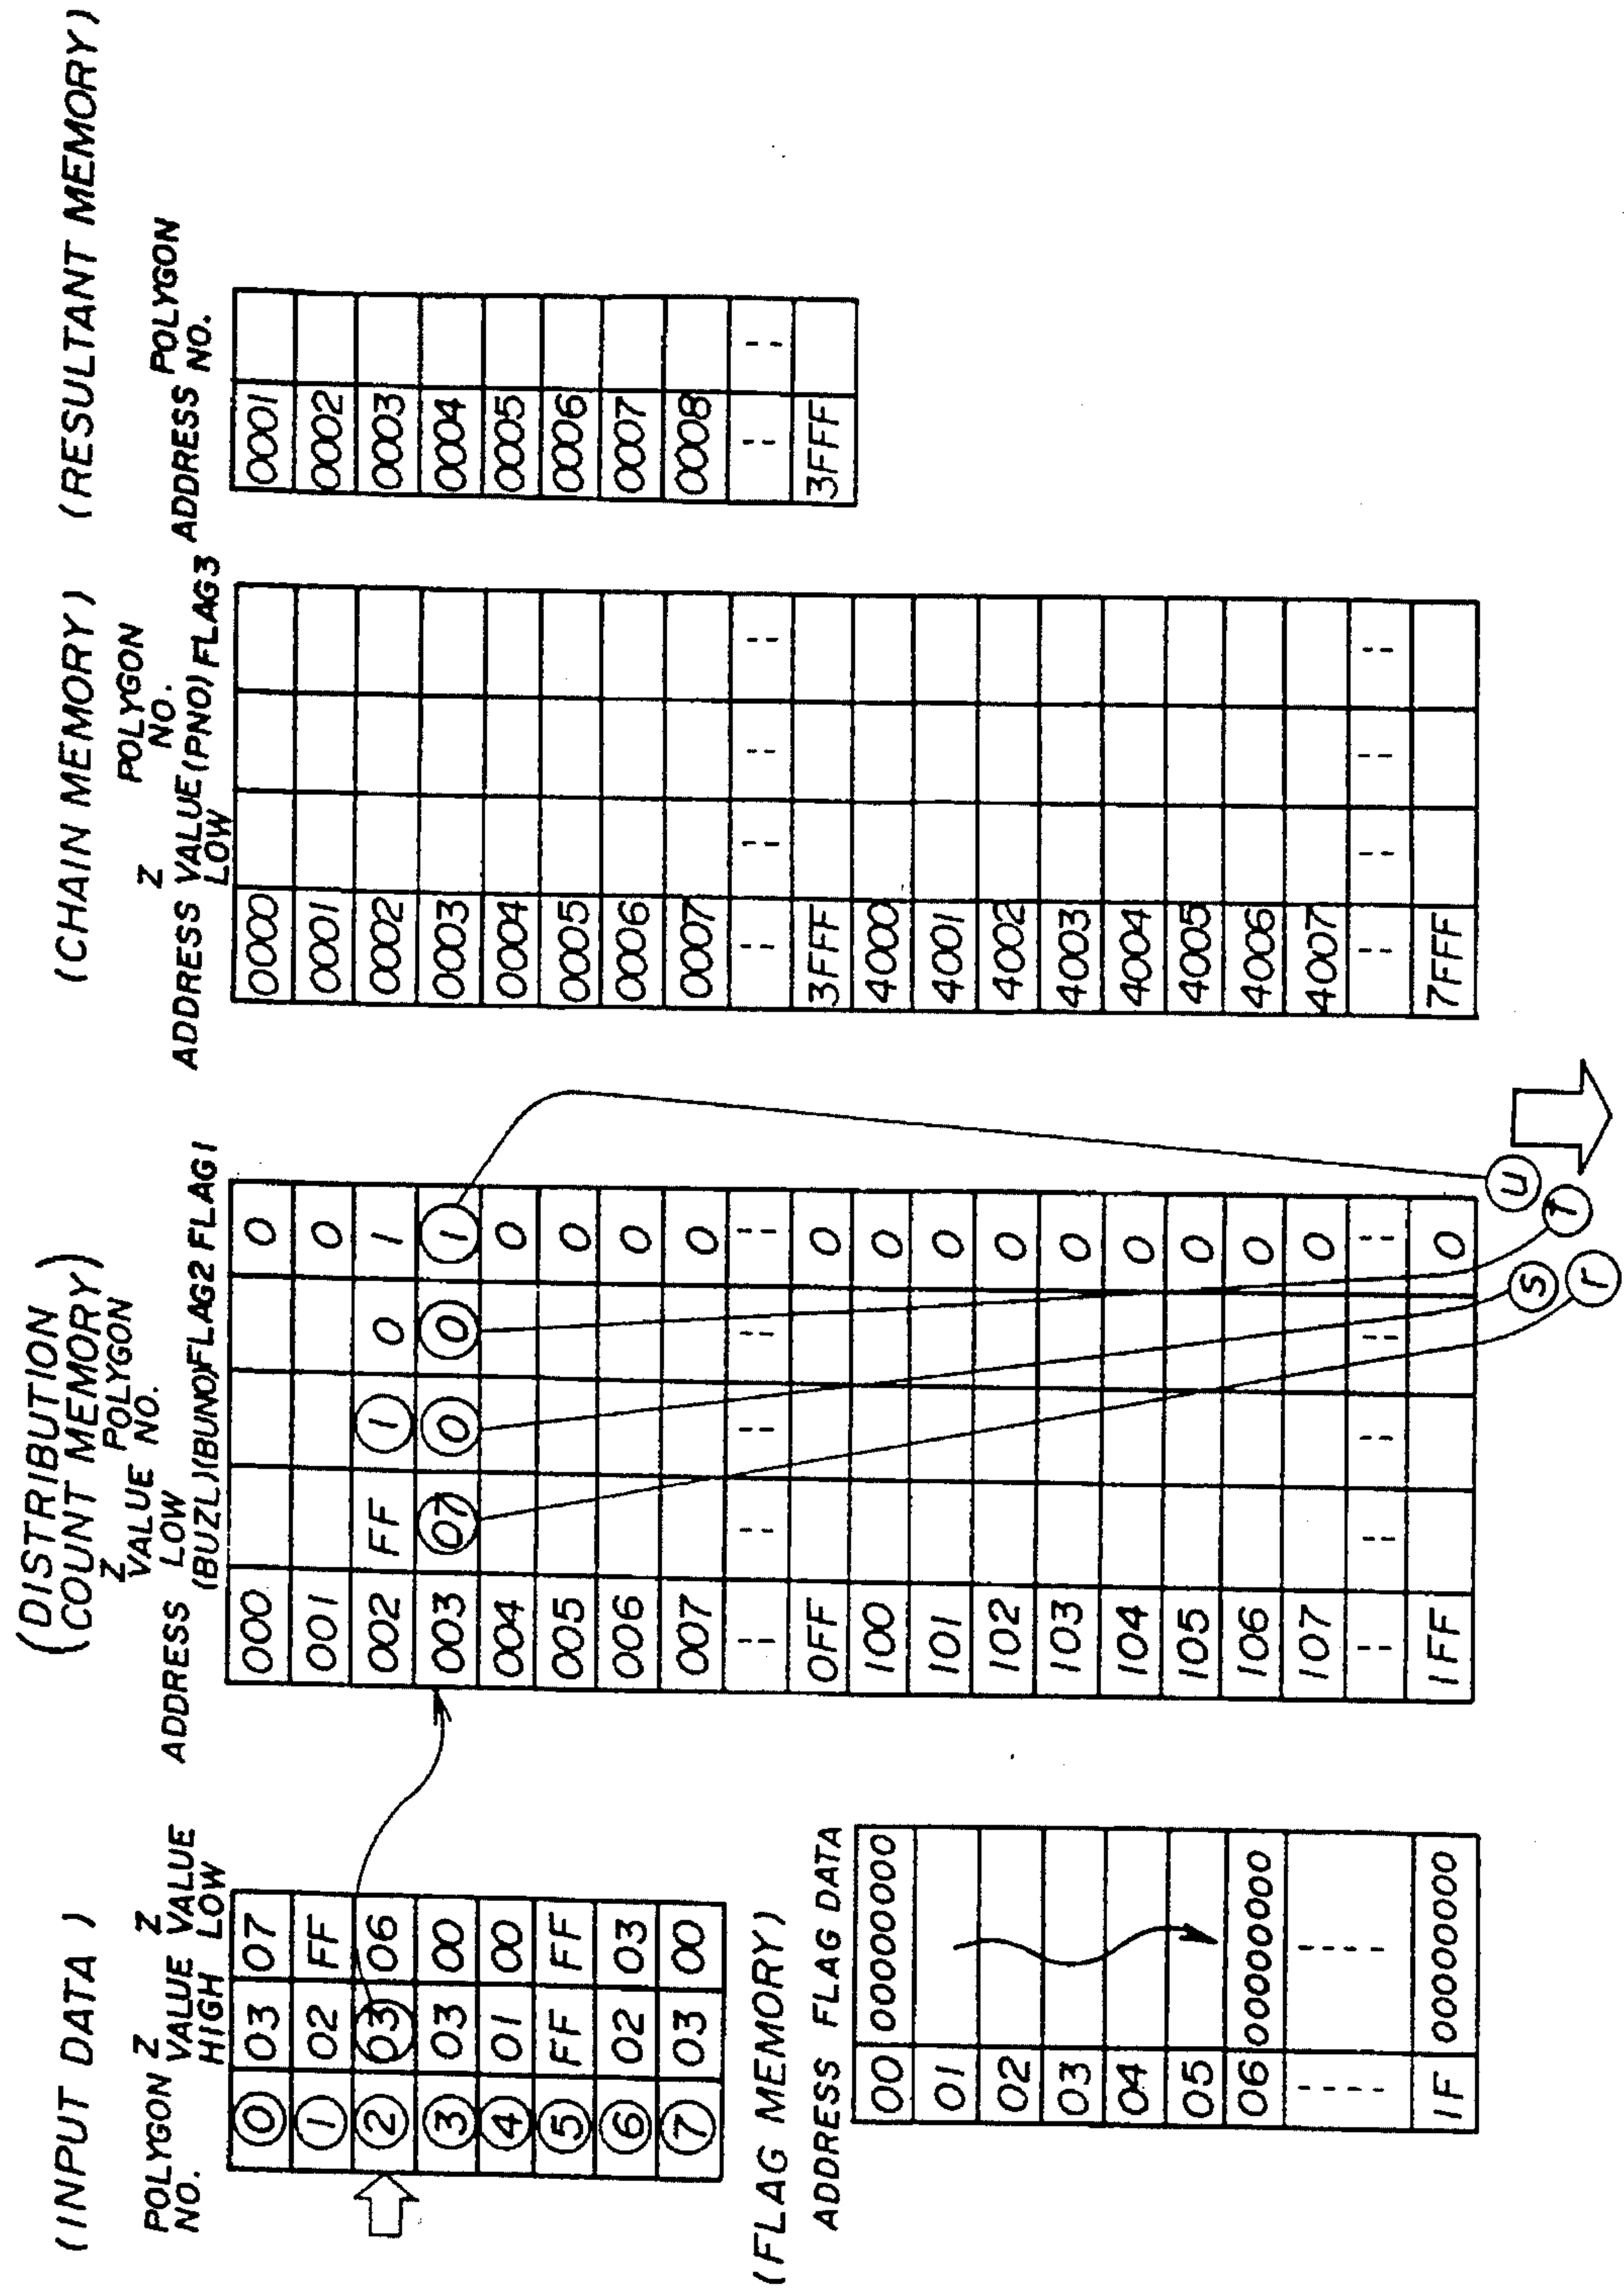 (INPUT DATA)
POLYGON NO. Z VALUE HIGH Z VALUE LOW
0 03 07
1 02 FF
2 03 06
3 03 00
4 01 00
5 FF FF
6 02 03
7 03 00
(FLAG MEMORY)
ADDRESS FLAG DATA
00 00000000
01
02
03
04
05
06 00000000
---- ----
1F 00000000
(DISTRIBUTION
COUNT MEMORY)
ADDRESS Z VALUE LOW (BUZL) POLYGON NO. (BUNO) FLAG2 FLAG1
000 0
001 0
002 FF 1 0 1
003 07 0 0 1
004 0
005 0
006 0
007 0
-- -- -- -- --
0FF 0
100 0
101 0
102 0
103 0
104 0
105 0
106 0
107 0
-- -- -- -- --
1FF 0
r
s
t
u
(CHAIN MEMORY)
ADDRESS Z VALUE LOW POLYGON NO. (PNO) FLAG3
0000
0001
0002
0003
0004
0005
0006
0007
-- -- -- --
3FFF
4000
4001
4002
4003
4004
4005
4006
4007
-- -- -- --
7FFF
(RESULTANT MEMORY)
ADDRESS POLYGON NO.
0001
0002
0003
0004
0005
0006
0007
0008
-- --
3FFF